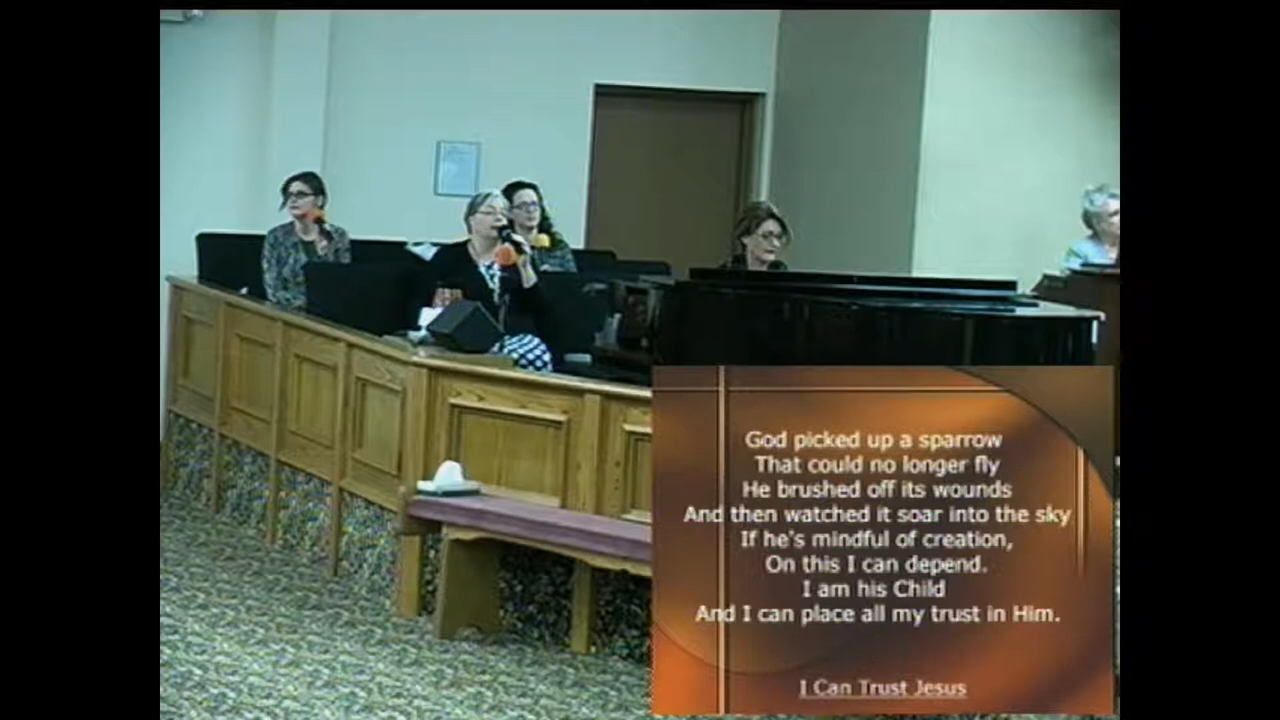 God picked up a sparrow
That could no longer fly
He brushed off its wounds
And then watched it soar into the sky
If he's mindful of creation,
On this I can depend.
I am his Child
And I can place all my trust in Him.
I Can Trust Jesus